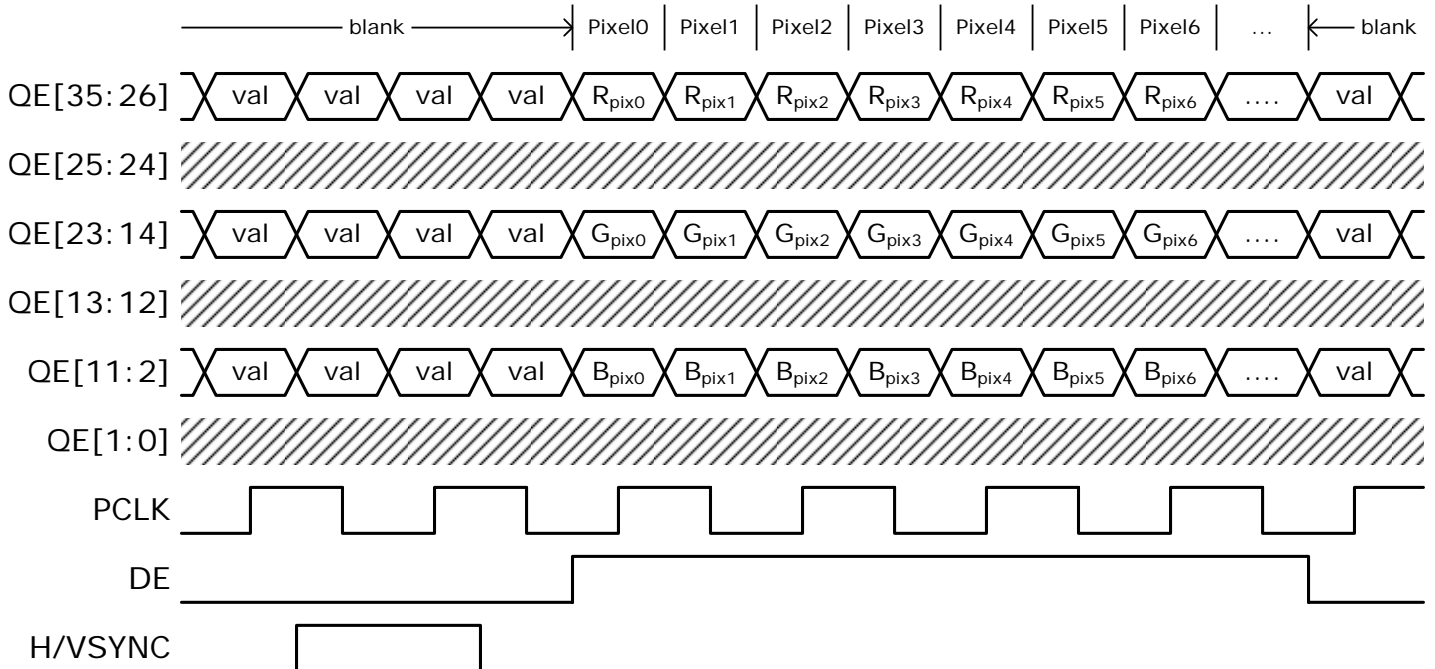 blank Pixel0 Pixel1 Pixel2 Pixel3 Pixel4 Pixel5 Pixel6 ... blank
QE[35:26] val val val val Rpix0 Rpix1 Rpix2 Rpix3 Rpix4 Rpix5 Rpix6 .... val
QE[25:24]
QE[23:14] val val val val Gpix0 Gpix1 Gpix2 Gpix3 Gpix4 Gpix5 Gpix6 .... val
QE[13:12]
QE[11:2] val val val val Bpix0 Bpix1 Bpix2 Bpix3 Bpix4 Bpix5 Bpix6 .... val
QE[1:0]
PCLK
DE
H/VSYNC